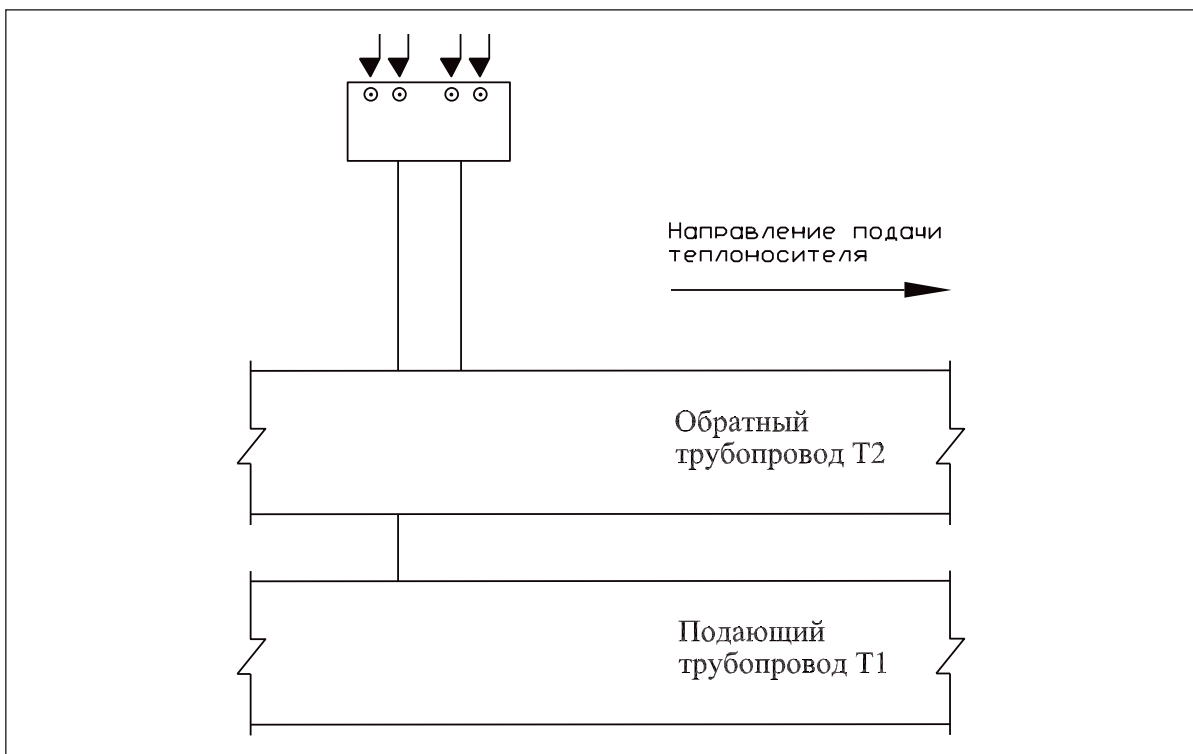 Направление подачи
теплоносителя
Обратный
трубопровод Т2
Подающий
трубопровод Т1